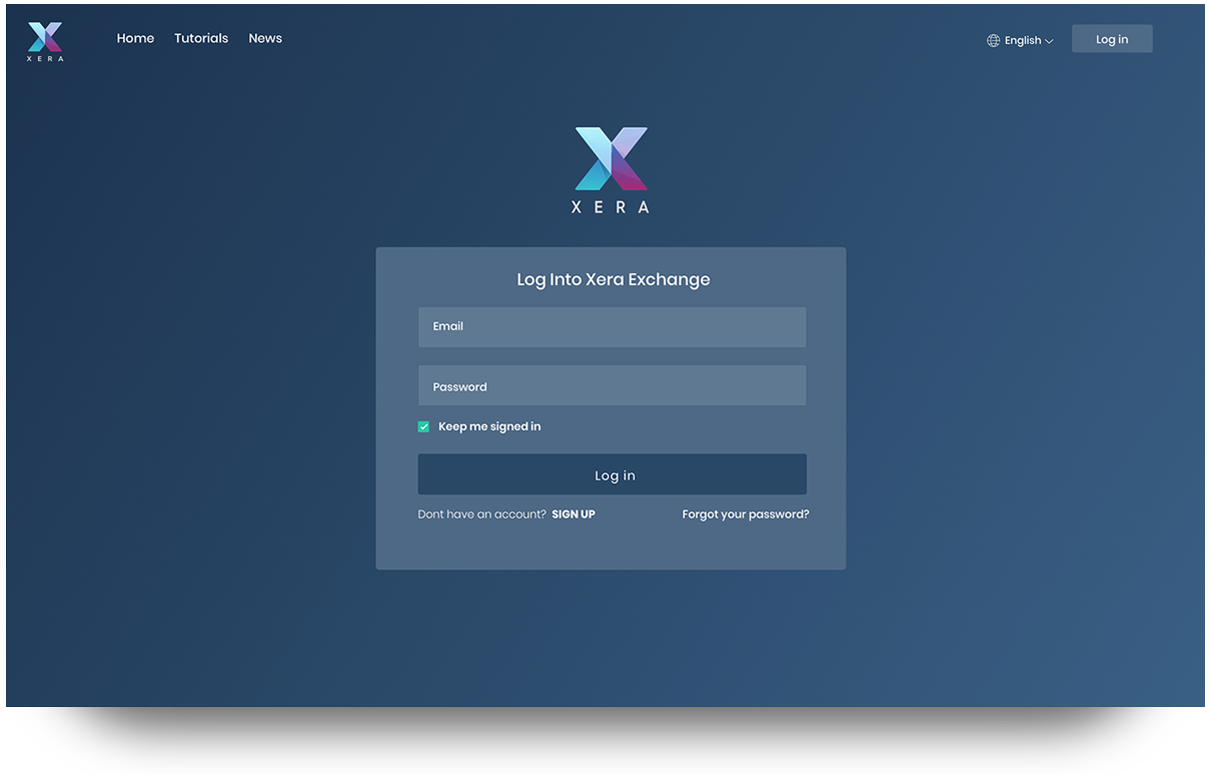 Home Tutorials News English Log in
XERA
XERA
Log Into Xera Exchange
Email
Password
Keep me signed in
Log in
Dont have an account? SIGN UP Forgot your password?